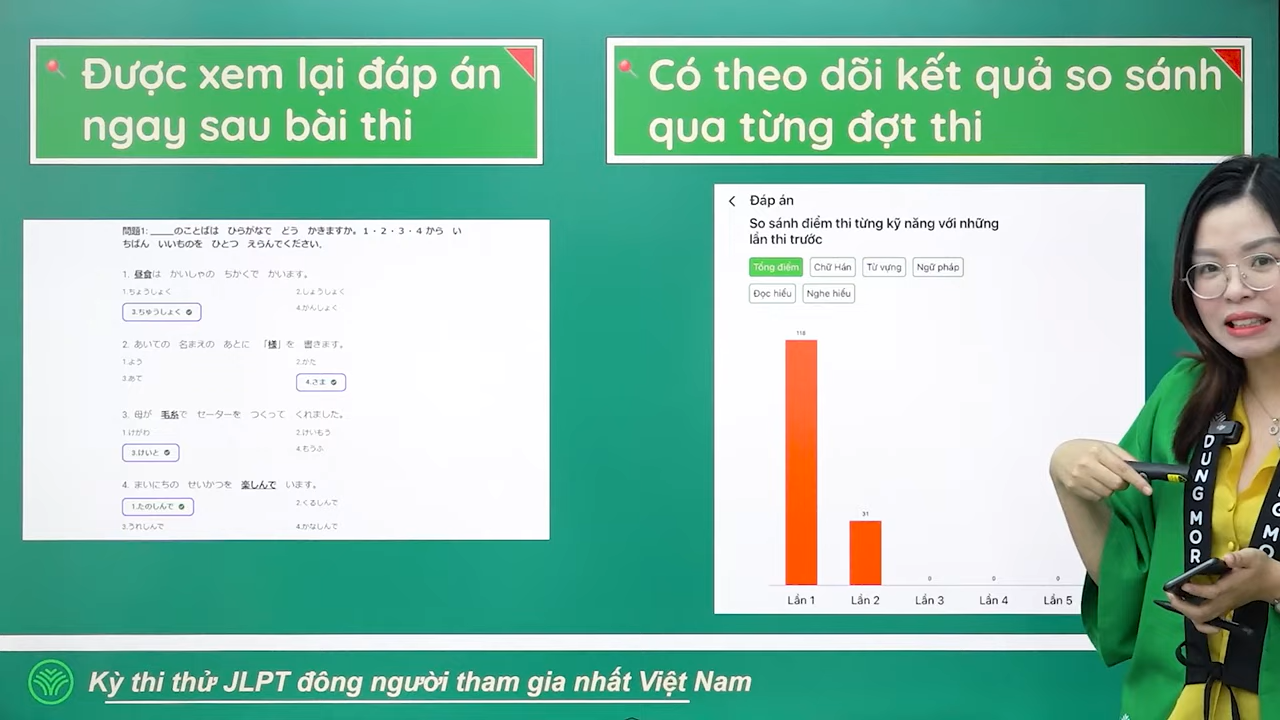 Được xem lại đáp án
ngay sau bài thi
Có theo dõi kết quả so sánh
qua từng đợt thi
問題1: _____のことばは ひらがなで どう かきますか。1・2・3・4 から い
ちばん いいものを ひとつ えらんでください。
1. 昼食は かいしゃの ちかくで かいます。
1.ちょうしょく
2.しょうしょく
3.ちゅうしょく
4.かんしょく
2. あいての 名まえの あとに 「様」を 書きます。
1.よう
2.かた
3.あて
4.さま
3. 母が 毛糸で セーターを つくって くれました。
1.けがわ
2.けいもう
3.けいと
4.もうふ
4. まいにちの せいかつを 楽しんで います。
1.たのしんで
2.くるしんで
3.うれしんで
4.かなしんで
Đáp án
So sánh điểm thi từng kỹ năng với những
lần thi trước
Tổng điểm Chữ Hán Từ vựng Ngữ pháp
Đọc hiểu Nghe hiểu
118
31
0 0 0
Lần 1 Lần 2 Lần 3 Lần 4 Lần 5
DUNG MOR
G MO
Kỳ thi thử JLPT đông người tham gia nhất Việt Nam